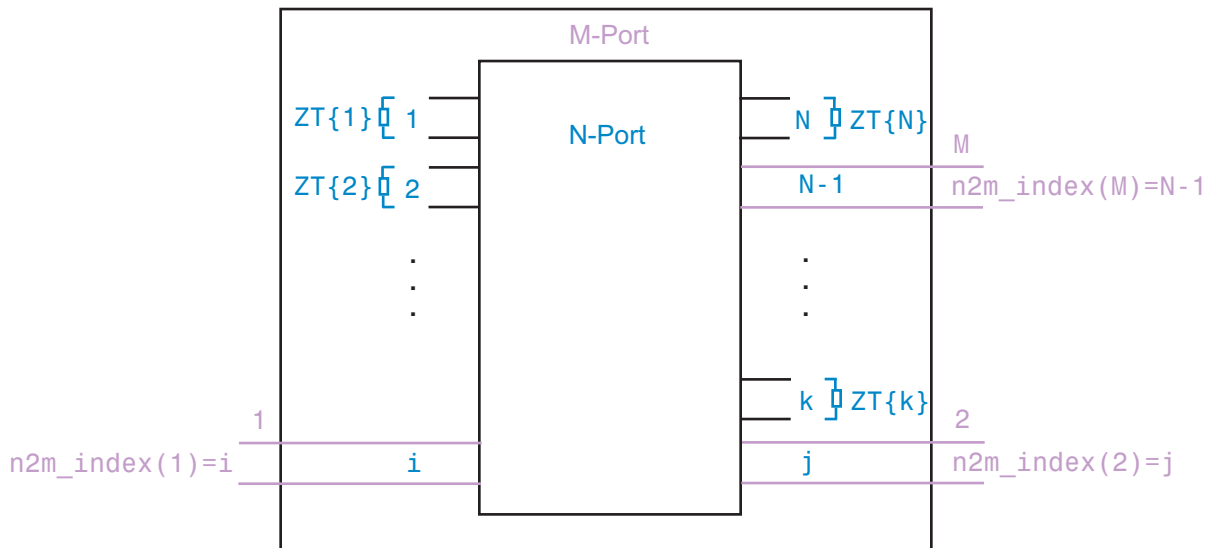 M-Port
ZT{1} 1
N ZT{N}
N-Port
M
ZT{2} 2
N-1
n2m_index(M)=N-1
.
.
.
.
.
.
k ZT{k}
1
2
n2m_index(1)=i
i
j
n2m_index(2)=j